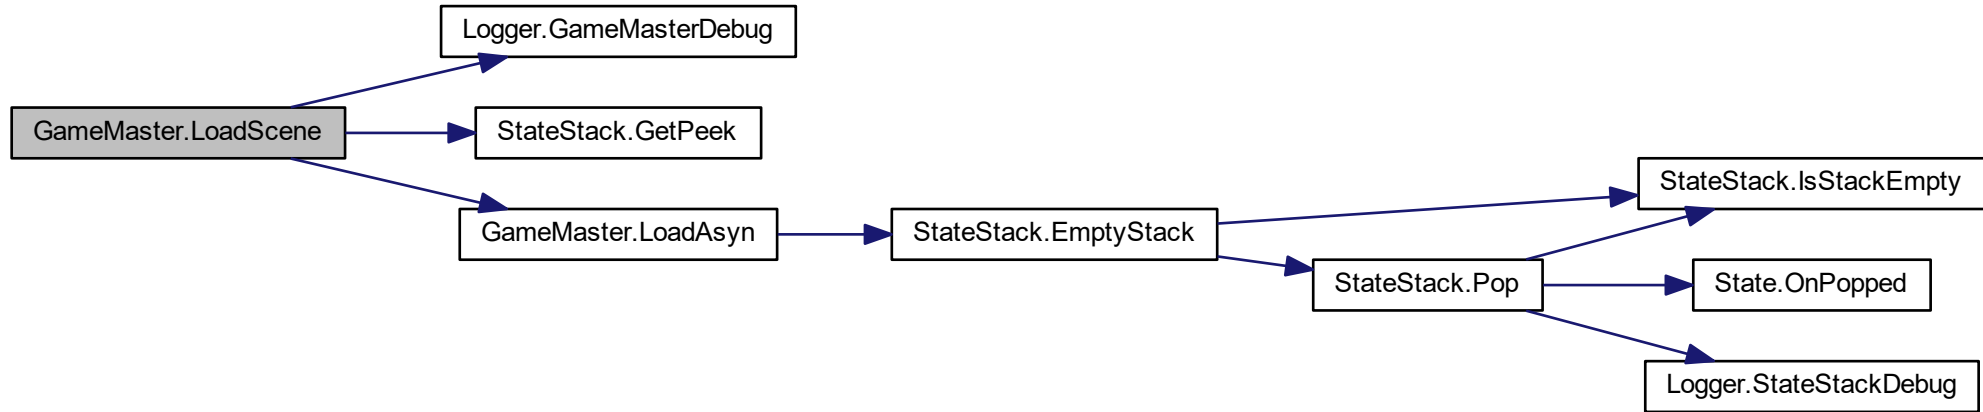 Logger.GameMasterDebug
GameMaster.LoadScene
StateStack.GetPeek
GameMaster.LoadAsyn
StateStack.EmptyStack
StateStack.IsStackEmpty
StateStack.Pop
State.OnPopped
Logger.StateStackDebug